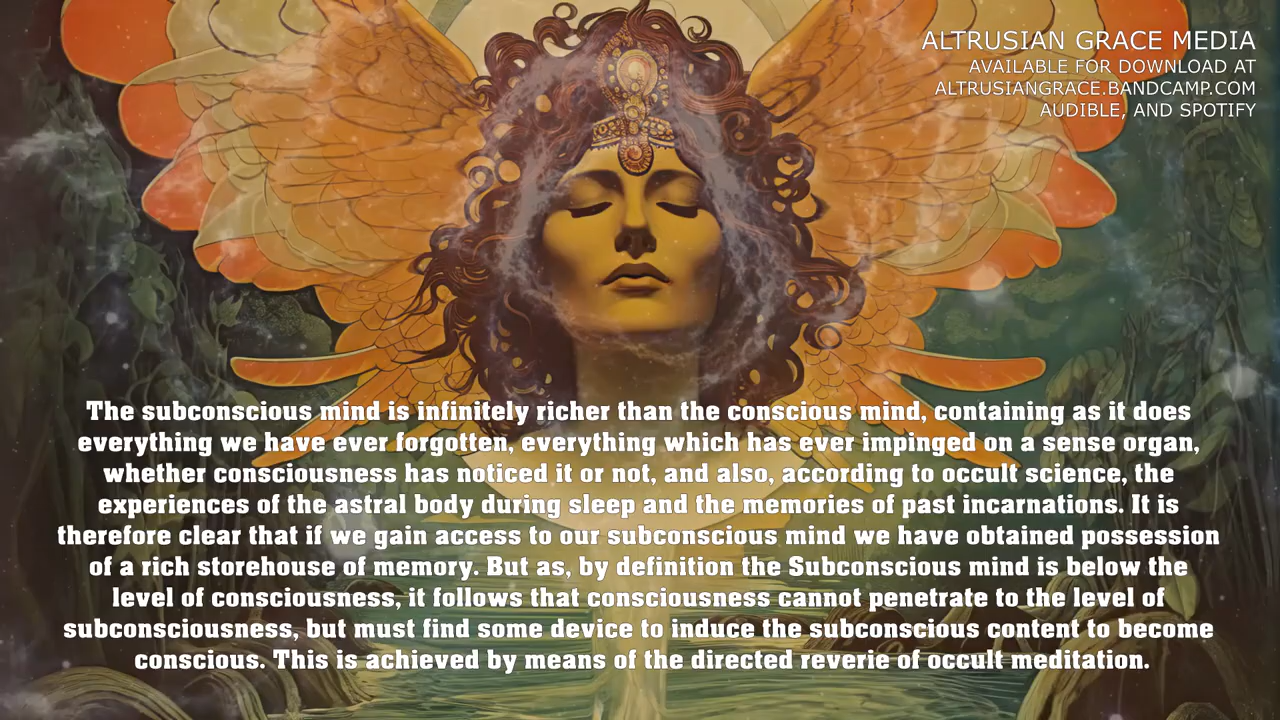 ALTRUSIAN GRACE MEDIA
AVAILABLE FOR DOWNLOAD AT
ALTRUSIANGRACE.BANDCAMP.COM
AUDIBLE, AND SPOTIFY
The subconscious mind is infinitely richer than the conscious mind, containing as it does
everything we have ever forgotten, everything which has ever impinged on a sense organ,
whether consciousness has noticed it or not, and also, according to occult science, the
experiences of the astral body during sleep and the memories of past incarnations. It is
therefore clear that if we gain access to our subconscious mind we have obtained possession
of a rich storehouse of memory. But as, by definition the Subconscious mind is below the
level of consciousness, it follows that consciousness cannot penetrate to the level of
subconsciousness, but must find some device to induce the subconscious content to become
conscious. This is achieved by means of the directed reverie of occult meditation.